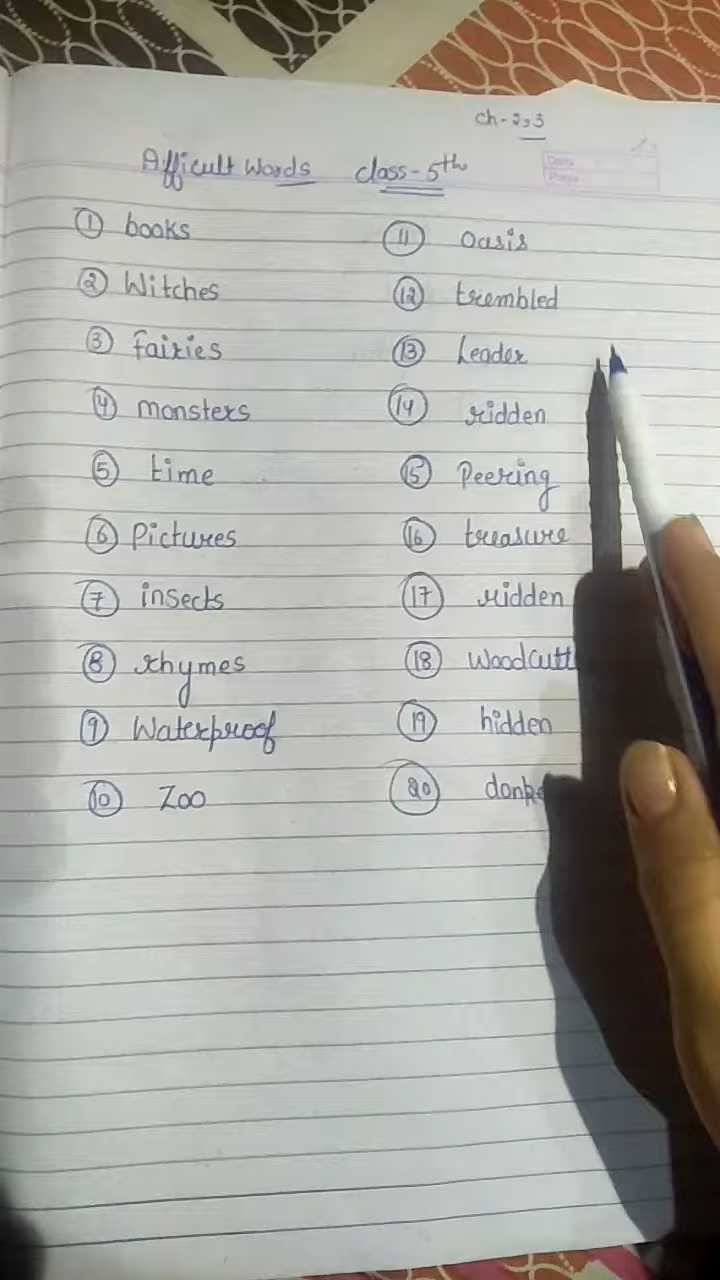 Ch-2,3
Difficult Words class-5th
① books
② Witches
③ fairies
④ monsters
⑤ time
⑥ Pictures
⑦ insects
⑧ rhymes
⑨ Waterproof
⑩ Zoo
⑪ Oasis
⑫ trembled
⑬ Leader
⑭ ridden
⑮ Peering
⑯ treasure
⑰ ridden
⑱ Woodcutt
⑲ hidden
⑳ donke